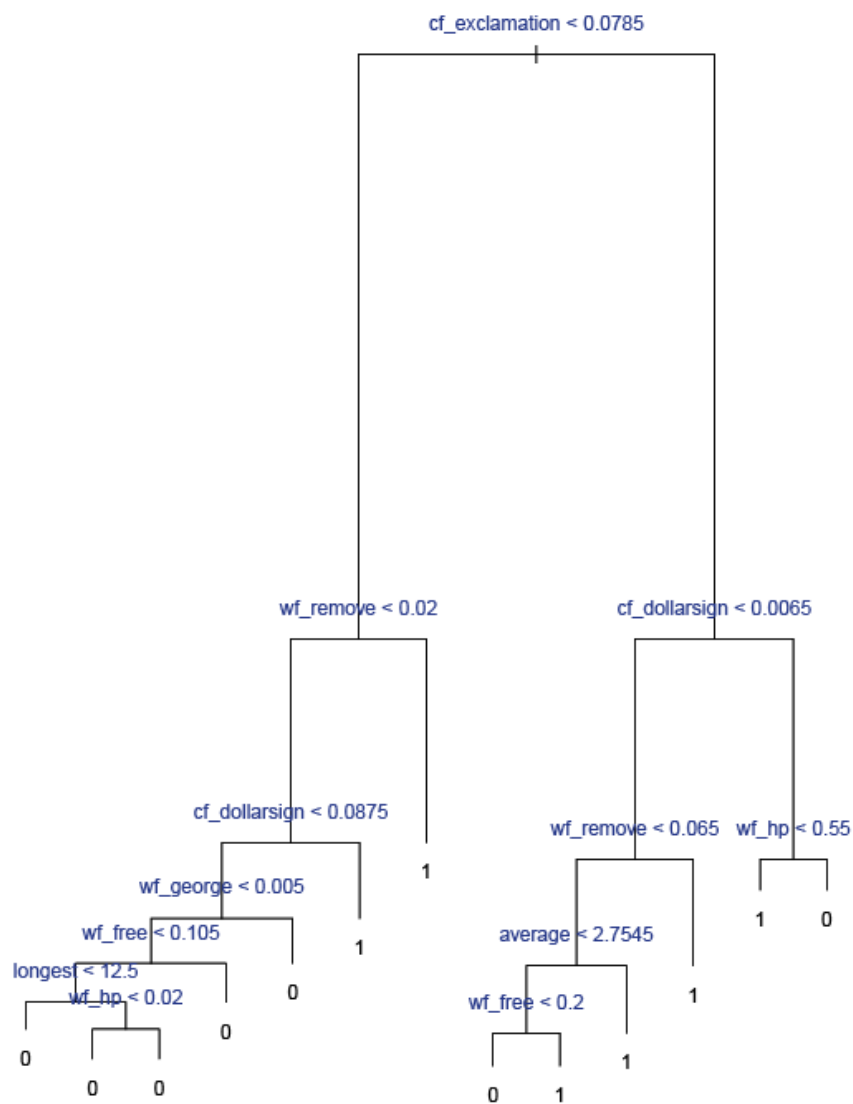 cf_exclamation < 0.0785
wf_remove < 0.02
cf_dollarsign < 0.0065
cf_dollarsign < 0.0875
wf_remove < 0.065
wf_hp < 0.55
1
wf_george < 0.005
1
0
wf_free < 0.105
average < 2.7545
1
longest < 12.5
0
1
wf_hp < 0.02
wf_free < 0.2
0
0
1
0
0
0
1